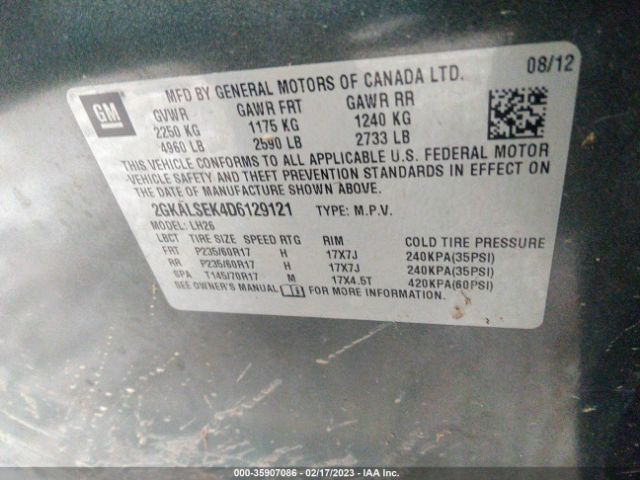 GM
MFD BY GENERAL MOTORS OF CANADA LTD. 08/12
GVWR GAWR FRT GAWR RR
2250 KG 1175 KG 1240 KG
4960 LB 2590 LB 2733 LB
THIS VEHICLE CONFORMS TO ALL APPLICABLE U.S. FEDERAL MOTOR
VEHICLE SAFETY AND THEFT PREVENTION STANDARDS IN EFFECT ON
THE DATE OF MANUFACTURE SHOWN ABOVE.
2GKALSEK4D6129121 TYPE: M.P.V.
MODEL: LH26
LBCT TIRE SIZE SPEED RTG RIM COLD TIRE PRESSURE
FRT P235/60R17 H 17X7J 240KPA(35PSI)
RR P235/60R17 H 17X7J 240KPA(35PSI)
SPA T145/70R17 M 17X4.5T 420KPA(60PSI)
SEE OWNER'S MANUAL FOR MORE INFORMATION.
000-35907086 - 02/17/2023 - IAA Inc.